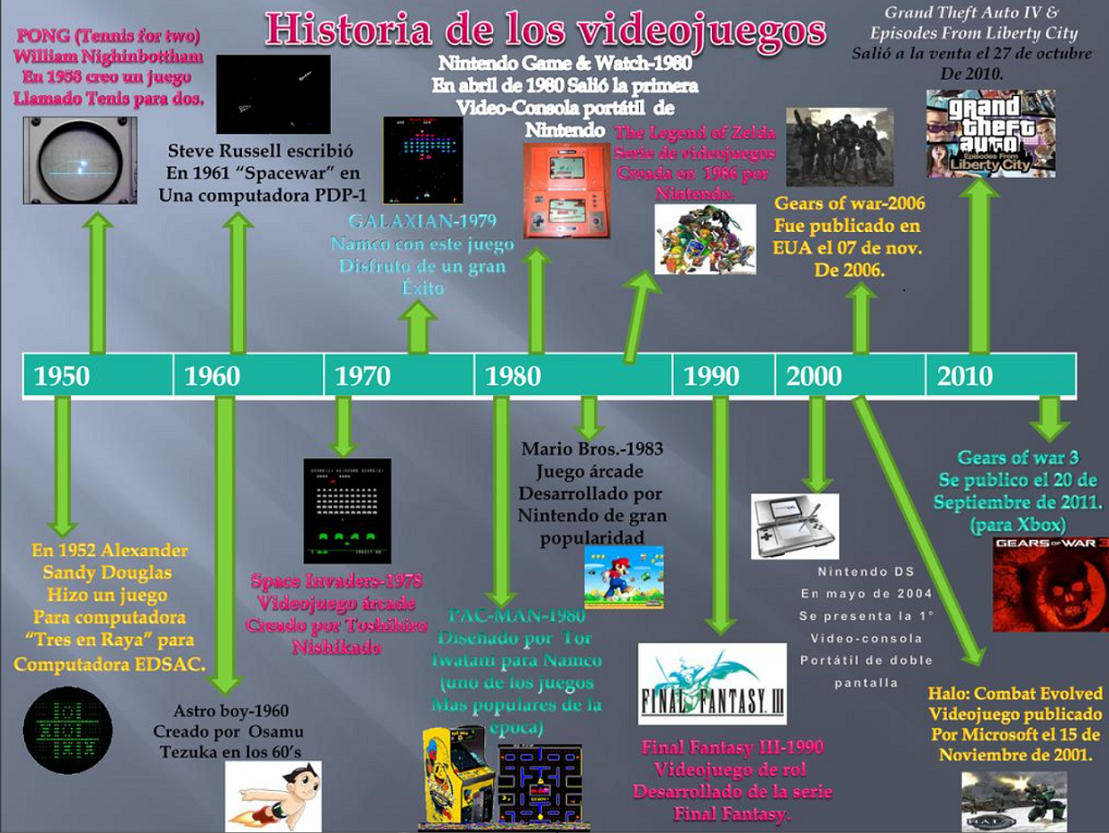 Historia de los videojuegos
PONG (Tennis for two)
William Nighinbottham
En 1958 creo un juego
Llamado Tenis para dos.
Steve Russell escribió
En 1961 “Spacewar” en
Una computadora PDP-1
GALAXIAN-1979
Namco con este juego
Disfruto de un gran
Éxito
Nintendo Game & Watch-1980
En abril de 1980 Salió la primera
Video-Consola portátil de
Nintendo
The Legend of Zelda
Serie de videojuegos
Creada en 1986 por
Nintendo.
Gears of war-2006
Fue publicado en
EUA el 07 de nov.
De 2006.
Grand Theft Auto IV &
Episodes From Liberty City
Salió a la venta el 27 de octubre
De 2010.
grand
theft
auto
Episodes From
Liberty City
1950
1960
1970
1980
1990
2000
2010
En 1952 Alexander
Sandy Douglas
Hizo un juego
Para computadora
“Tres en Raya” para
Computadora EDSAC.
Astro boy-1960
Creado por Osamu
Tezuka en los 60’s
Space Invaders-1978
Videojuego árcade
Creado por Toshihiro
Nishikado
PAC-MAN-1980
Diseñado por Tor
Iwatani para Namco
(uno de los juegos
Mas populares de la
epoca)
Mario Bros.-1983
Juego árcade
Desarrollado por
Nintendo de gran
popularidad
FINAL FANTASY III
Final Fantasy III-1990
Videojuego de rol
Desarrollado de la serie
Final Fantasy.
Nintendo DS
En mayo de 2004
Se presenta la 1°
Video-consola
Portátil de doble
pantalla
Halo: Combat Evolved
Videojuego publicado
Por Microsoft el 15 de
Noviembre de 2001.
HALO
Gears of war 3
Se publico el 20 de
Septiembre de 2011.
(para Xbox)
GEARS OF WAR 3